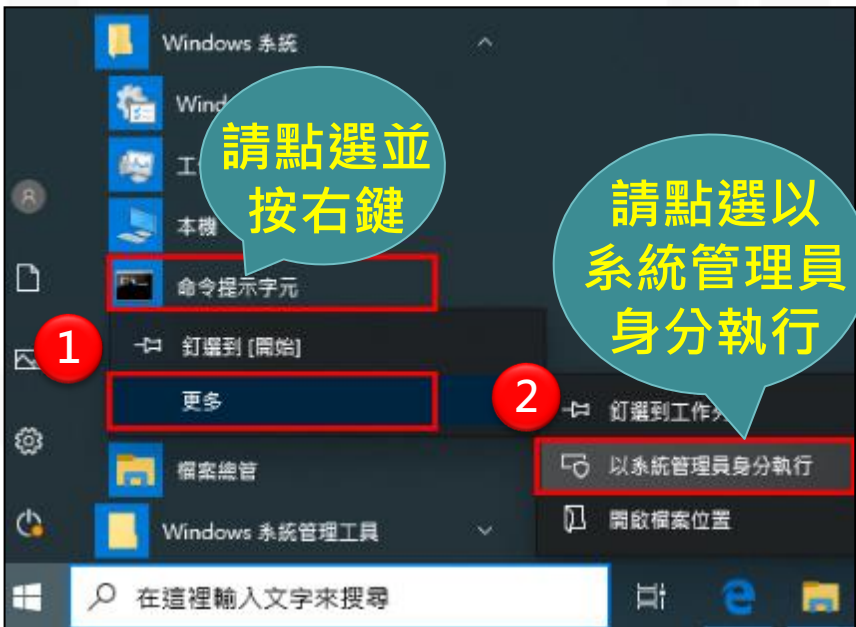 Windows 系統
Wind
請點選並
按右鍵
本機
命令提示字元
1
釘選到 [開始]
更多
請點選以
系統管理員
身分執行
2
釘選到工作
以系統管理員身分執行
開啟檔案位置
檔案總管
Windows 系統管理工具
在這裡輸入文字來搜尋